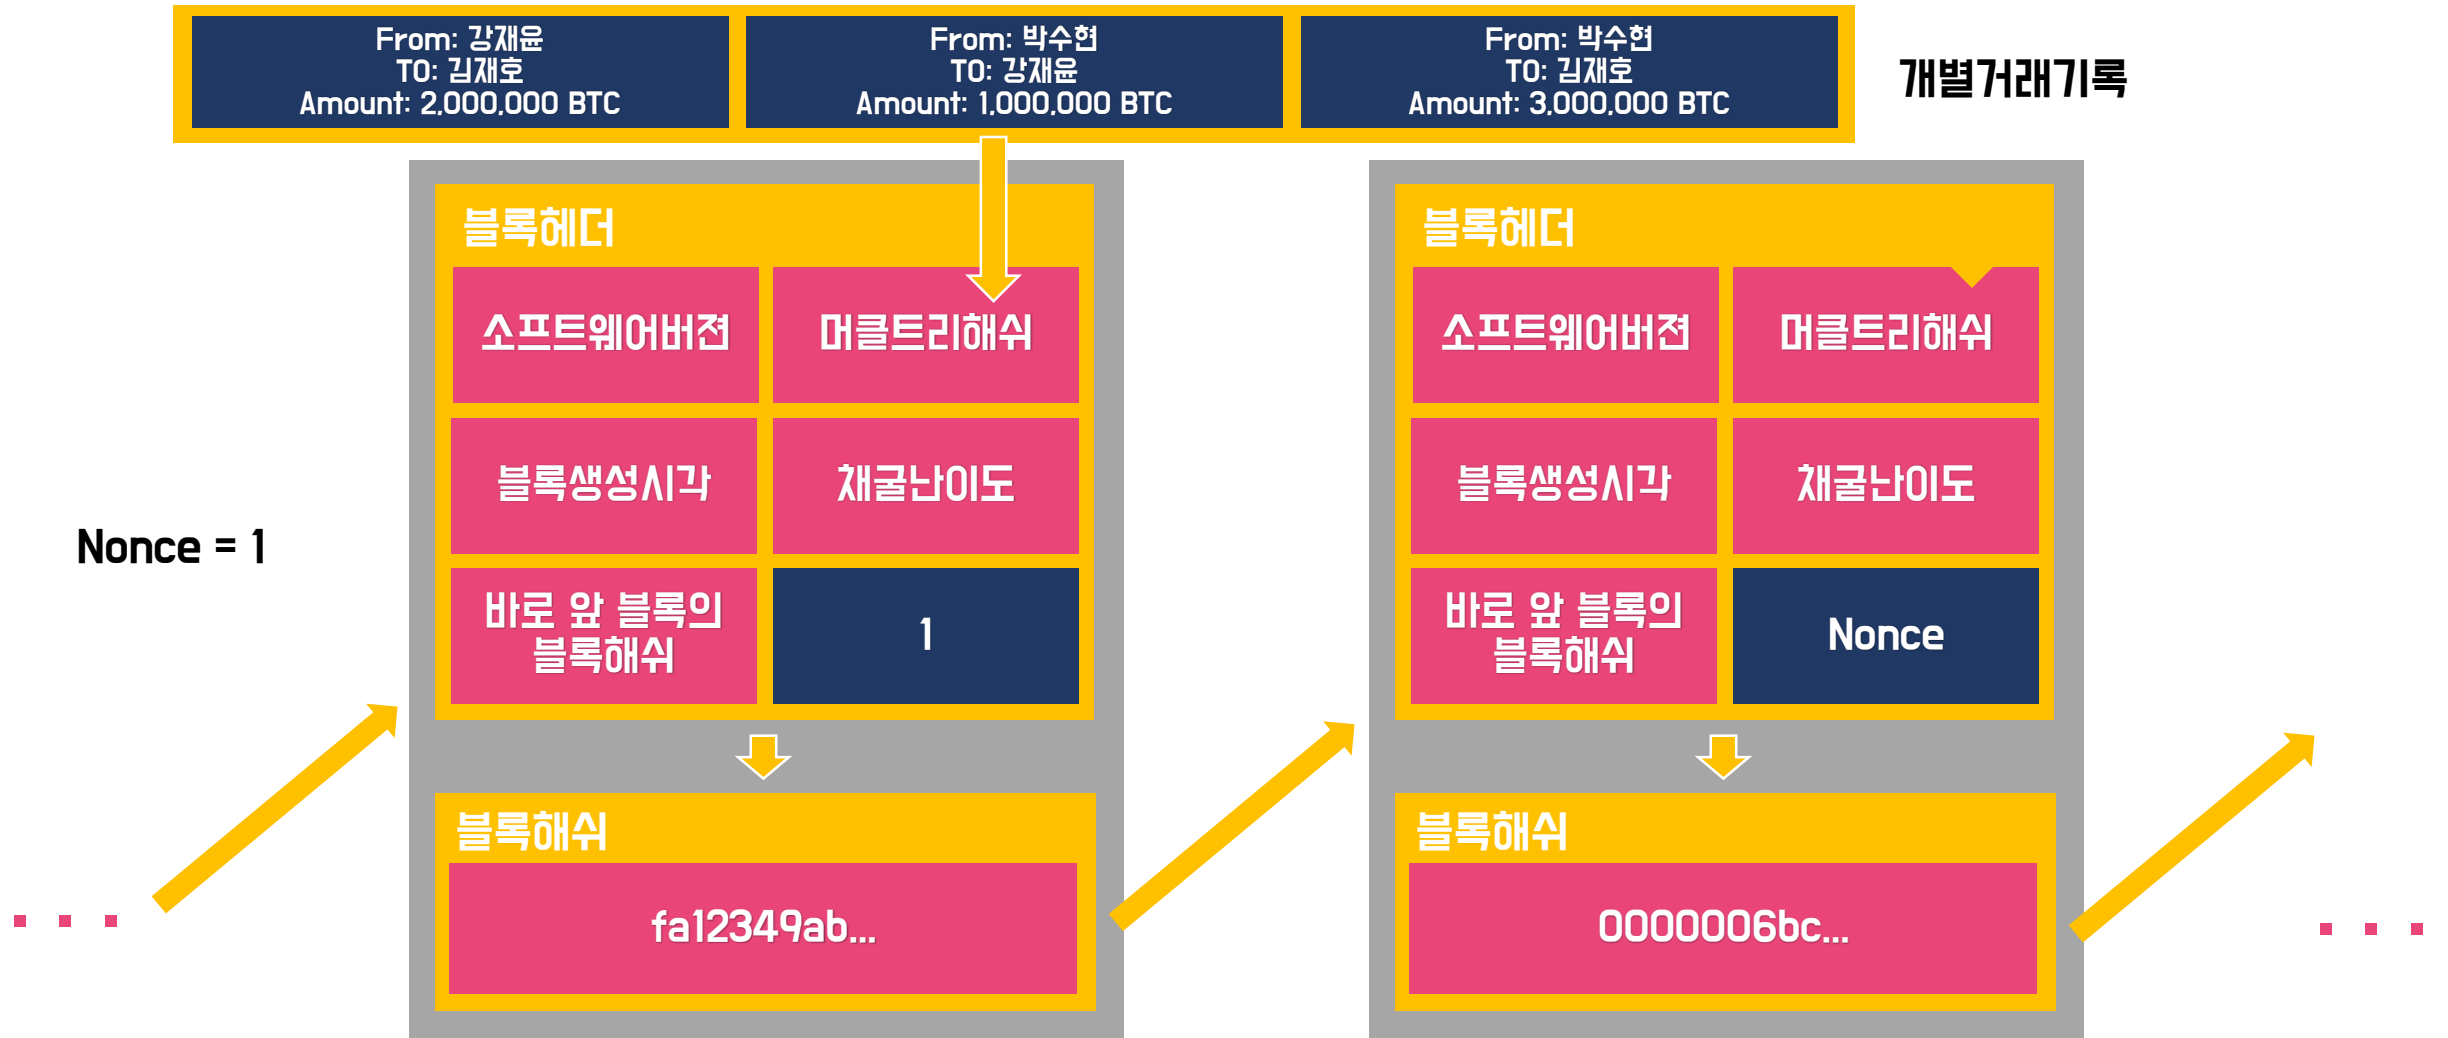 From: 강재윤
TO: 김재호
Amount: 2,000,000 BTC
From: 박수현
TO: 강재윤
Amount: 1,000,000 BTC
From: 박수현
TO: 김재호
Amount: 3,000,000 BTC
개별거래기록
블록헤더
소프트웨어버젼
머클트리해쉬
블록생성시각
채굴난이도
바로 앞 블록의
블록해쉬
1
Nonce = 1
블록해쉬
fa12349ab...
블록헤더
소프트웨어버젼
머클트리해쉬
블록생성시각
채굴난이도
바로 앞 블록의
블록해쉬
Nonce
블록해쉬
0000006bc...